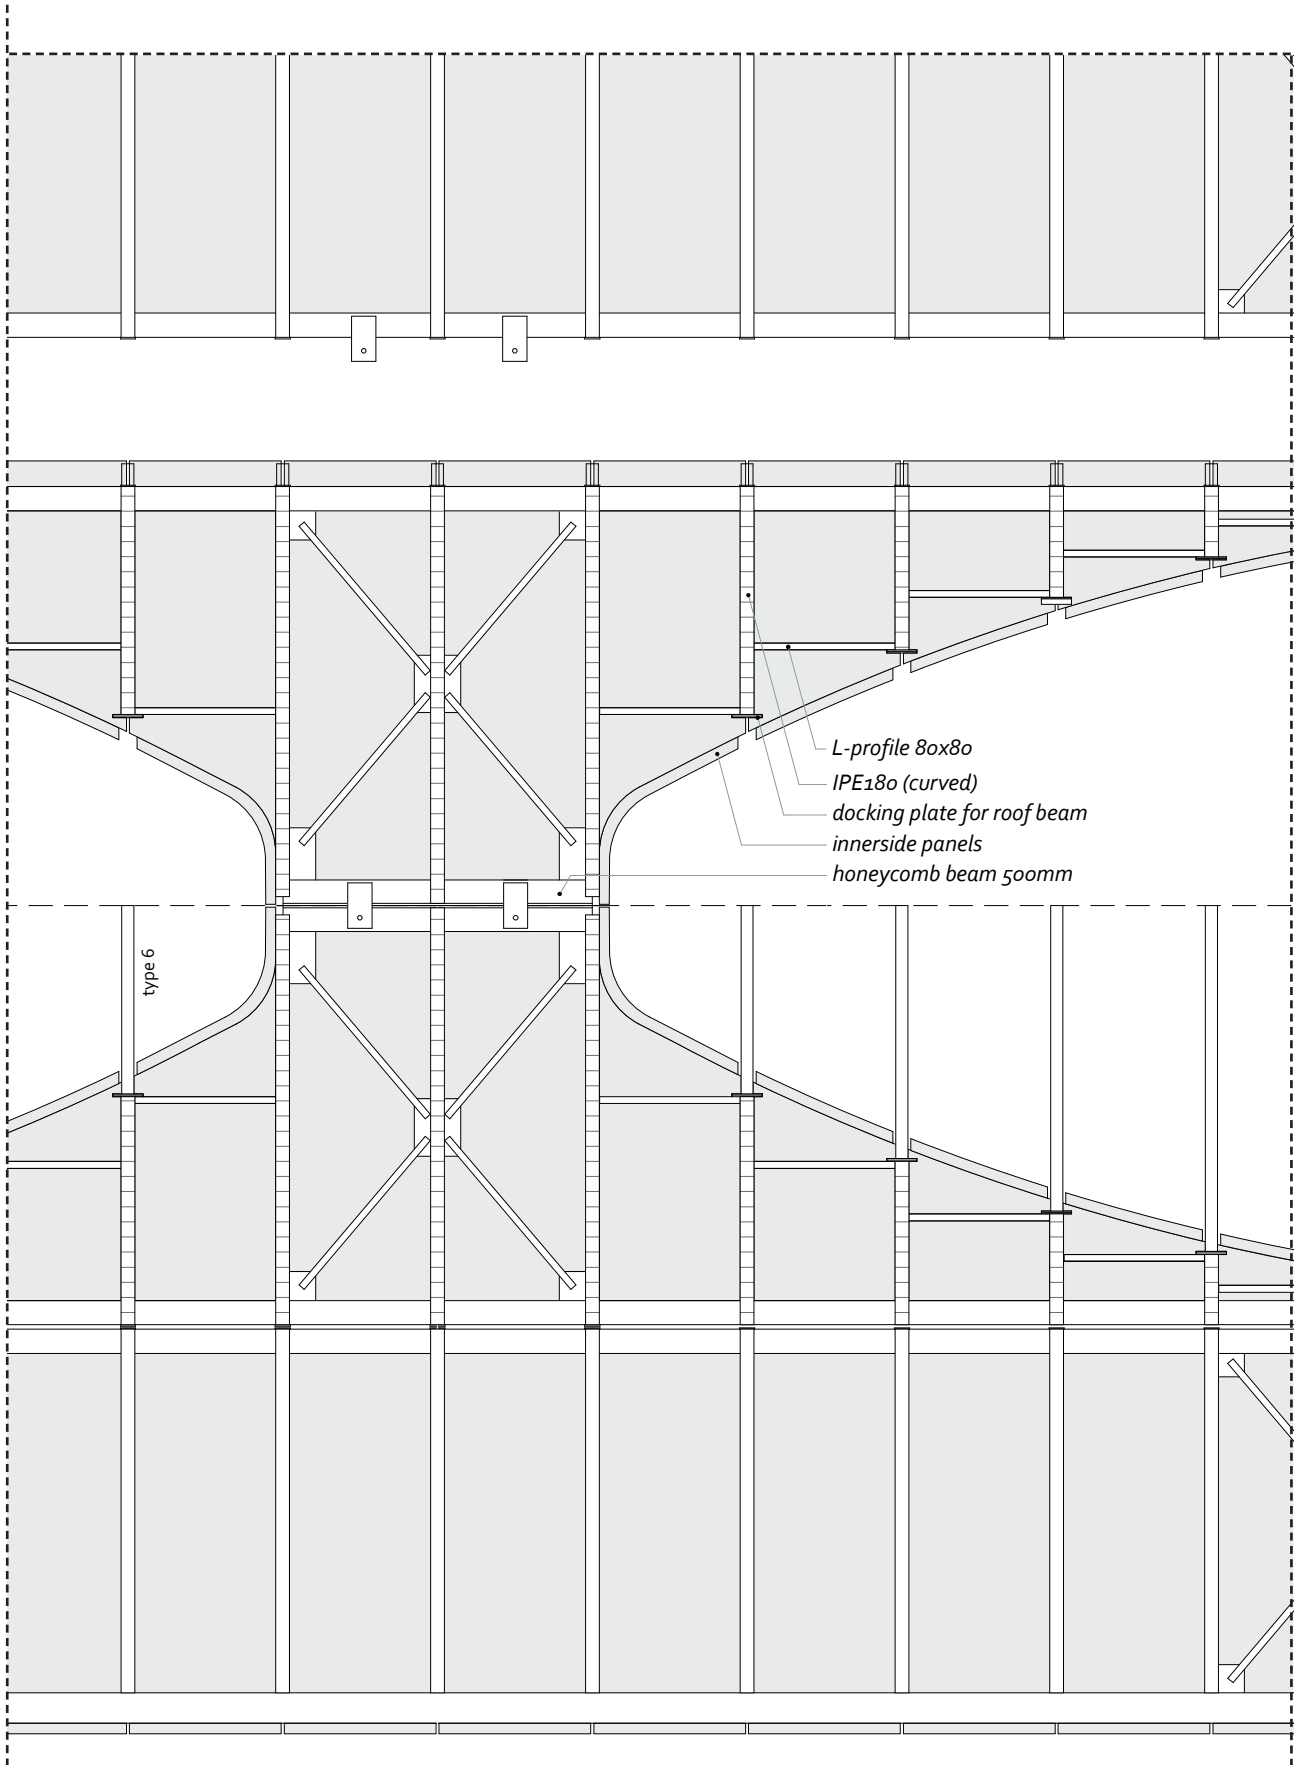 L-profile 80x80
IPE180 (curved)
docking plate for roof beam
innerside panels
honeycomb beam 500mm
type 6